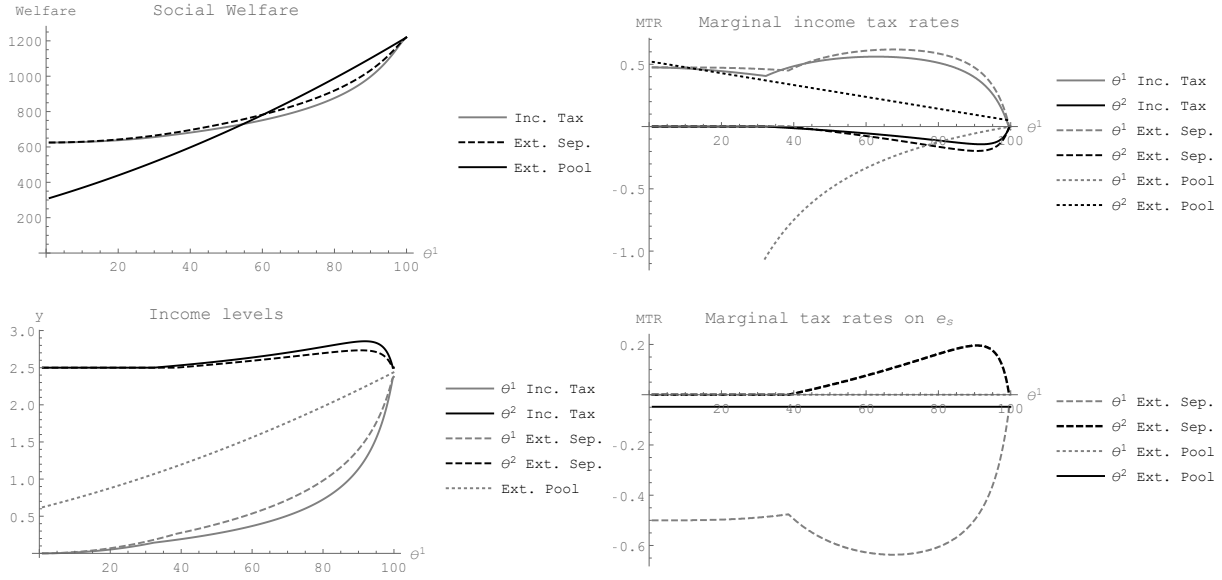 Social Welfare
Welfare
1200
1000
800
600
400
200
20 40 60 80 100
θ¹
Inc. Tax
Ext. Sep.
Ext. Pool
Marginal income tax rates
MTR
0.5
-0.5
-1.0
20 40 60 80 100
θ¹
θ¹ Inc. Tax
θ² Inc. Tax
θ¹ Ext. Sep.
θ² Ext. Sep.
θ¹ Ext. Pool
θ² Ext. Pool
Income levels
y
3.0
2.5
2.0
1.5
1.0
0.5
20 40 60 80 100
θ¹
θ¹ Inc. Tax
θ² Inc. Tax
θ¹ Ext. Sep.
θ² Ext. Sep.
Ext. Pool
Marginal tax rates on eₛ
MTR
0.2
-0.2
-0.4
-0.6
20 40 60 80 100
θ¹
θ¹ Ext. Sep.
θ² Ext. Sep.
θ¹ Ext. Pool
θ² Ext. Pool